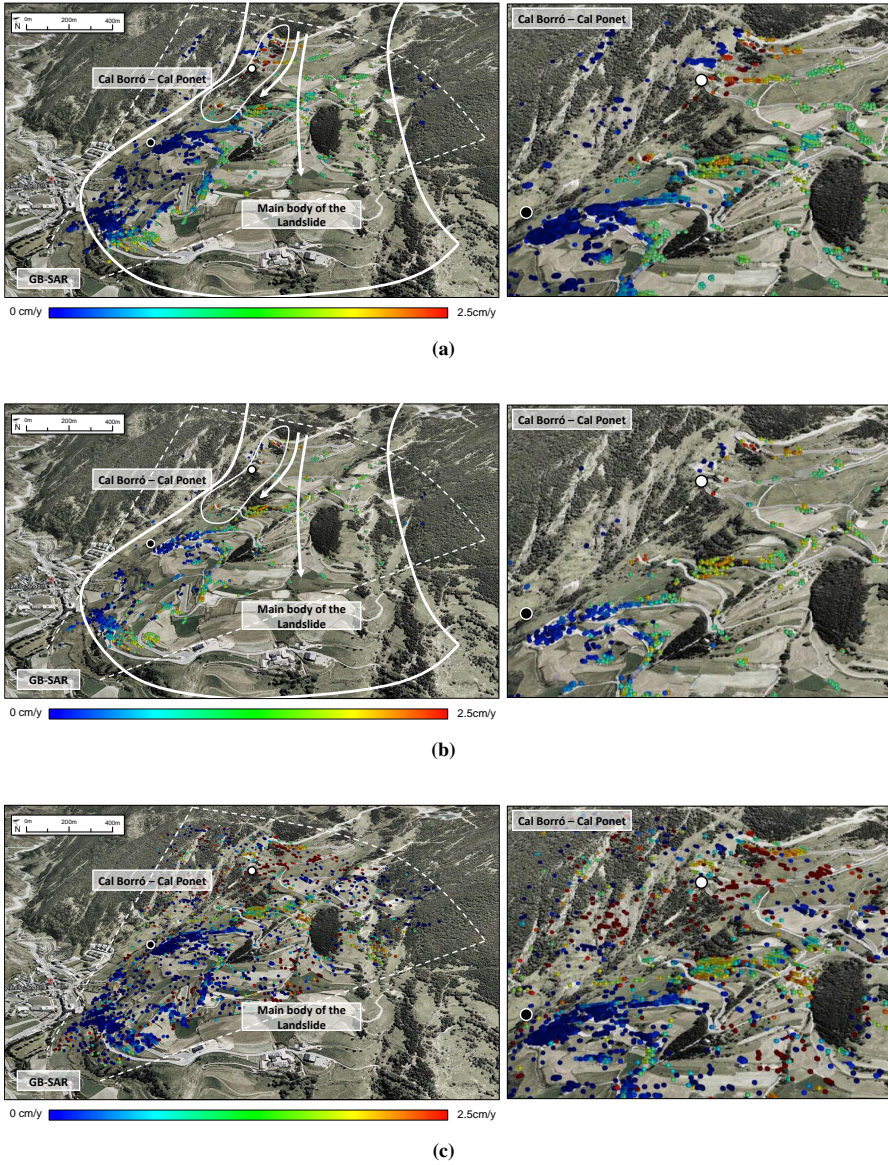 0m 200m 400m
N
Cal Borró – Cal Ponet
Main body of the
Landslide
GB-SAR
0 cm/y 2.5cm/y
Cal Borró – Cal Ponet
(a)
0m 200m 400m
N
Cal Borró – Cal Ponet
Main body of the
Landslide
GB-SAR
0 cm/y 2.5cm/y
Cal Borró – Cal Ponet
(b)
0m 200m 400m
N
Cal Borró – Cal Ponet
Main body of the
Landslide
GB-SAR
0 cm/y 2.5cm/y
Cal Borró – Cal Ponet
(c)